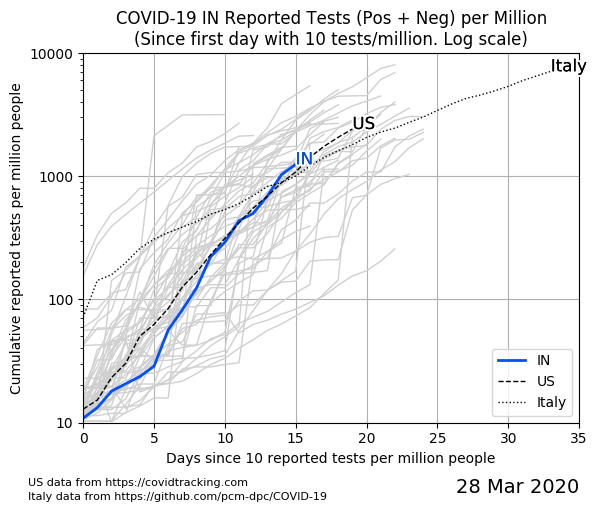 COVID-19 IN Reported Tests (Pos + Neg) per Million
(Since first day with 10 tests/million. Log scale)
Cumulative reported tests per million people
10000
1000
100
10
Italy
US
IN
IN
US
Italy
0 5 10 15 20 25 30 35
Days since 10 reported tests per million people
US data from https://covidtracking.com
Italy data from https://github.com/pcm-dpc/COVID-19
28 Mar 2020